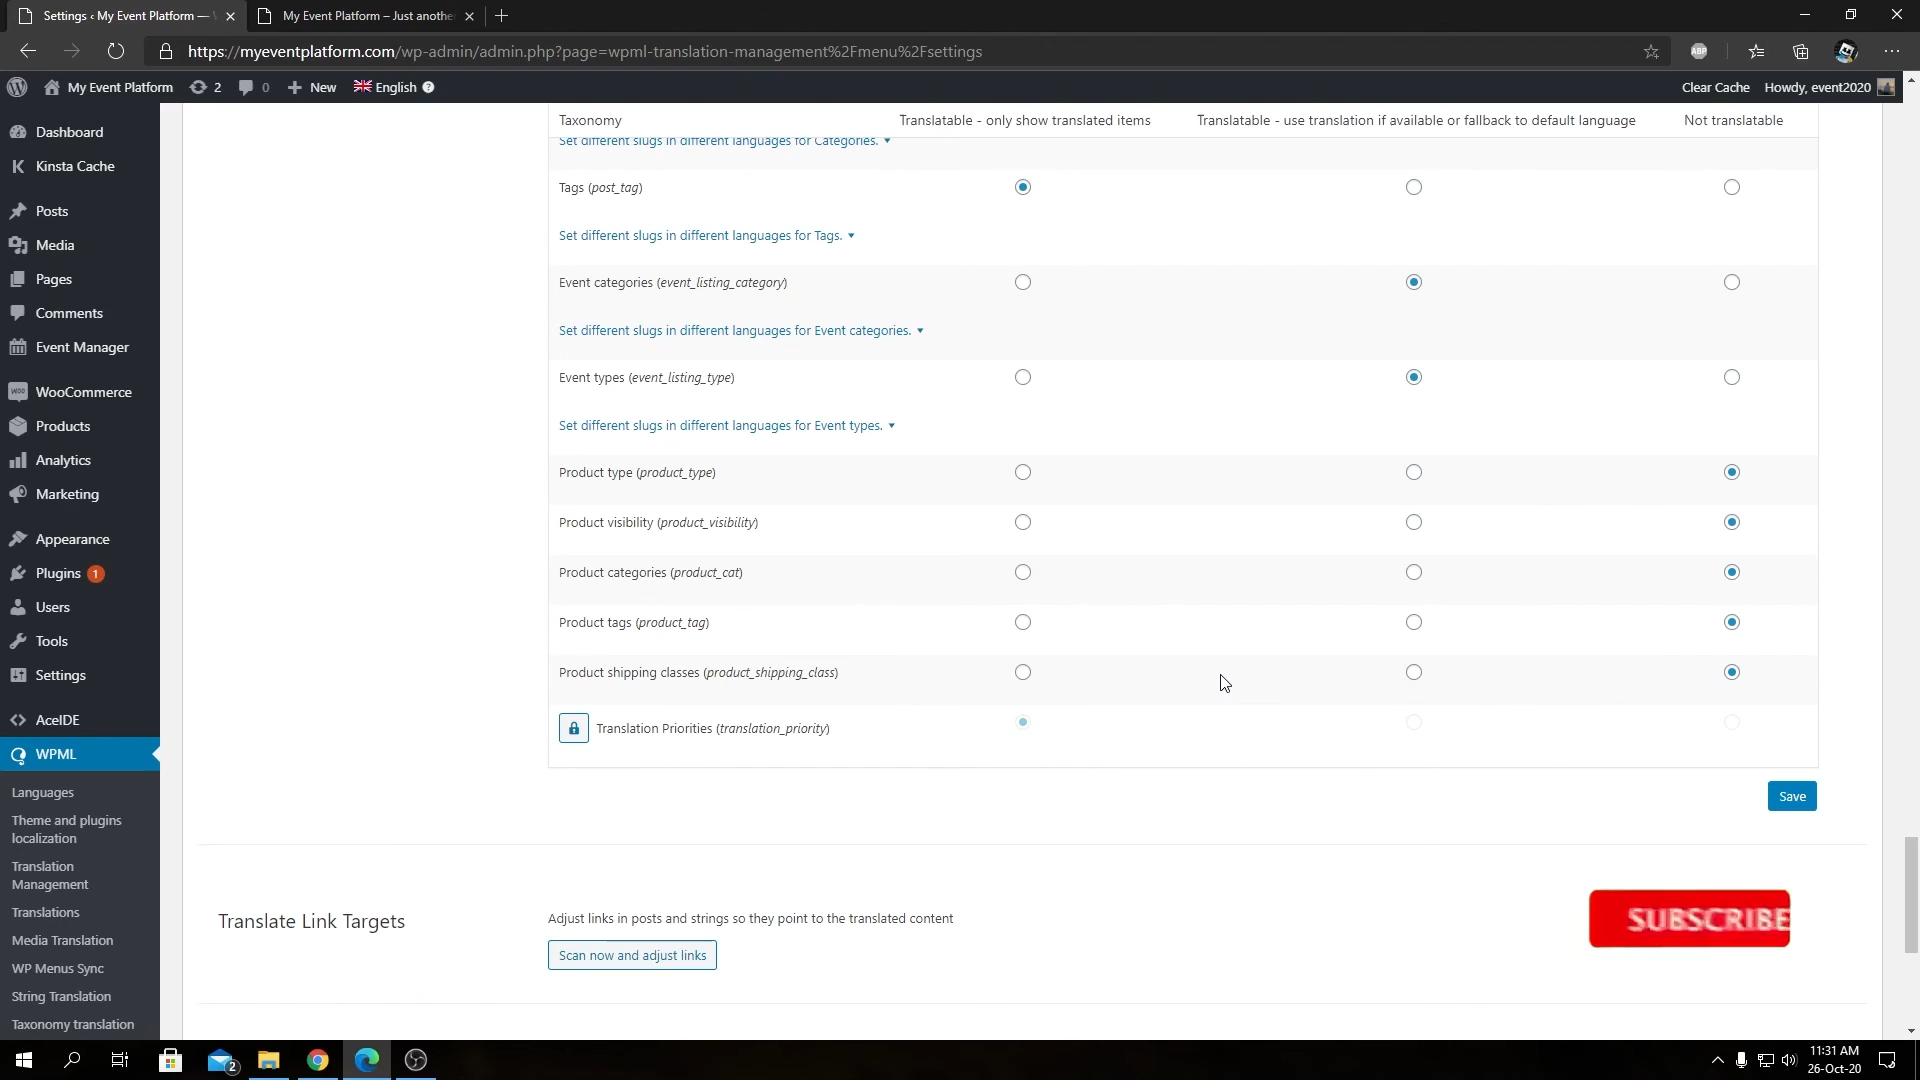 Settings ‹ My Event Platform —
My Event Platform – Just anothe
https://myeventplatform.com/wp-admin/admin.php?page=wpml-translation-management%2Fmenu%2Fsettings
ABP
My Event Platform 2 0 New English
Clear Cache Howdy, event2020
Dashboard
Kinsta Cache
Posts
Media
Pages
Comments
Event Manager
WooCommerce
Products
Analytics
Marketing
Appearance
Plugins 1
Users
Tools
Settings
AceIDE
WPML
Languages
Theme and plugins
localization
Translation
Management
Translations
Media Translation
WP Menus Sync
String Translation
Taxonomy translation
Taxonomy Translatable - only show translated items Translatable - use translation if available or fallback to default language Not translatable
Set different slugs in different languages for Categories.
Tags (post_tag)
Set different slugs in different languages for Tags.
Event categories (event_listing_category)
Set different slugs in different languages for Event categories.
Event types (event_listing_type)
Set different slugs in different languages for Event types.
Product type (product_type)
Product visibility (product_visibility)
Product categories (product_cat)
Product tags (product_tag)
Product shipping classes (product_shipping_class)
Translation Priorities (translation_priority)
Save
Translate Link Targets
Adjust links in posts and strings so they point to the translated content
Scan now and adjust links
SUBSCRIBE
2
11:31 AM
26-Oct-20